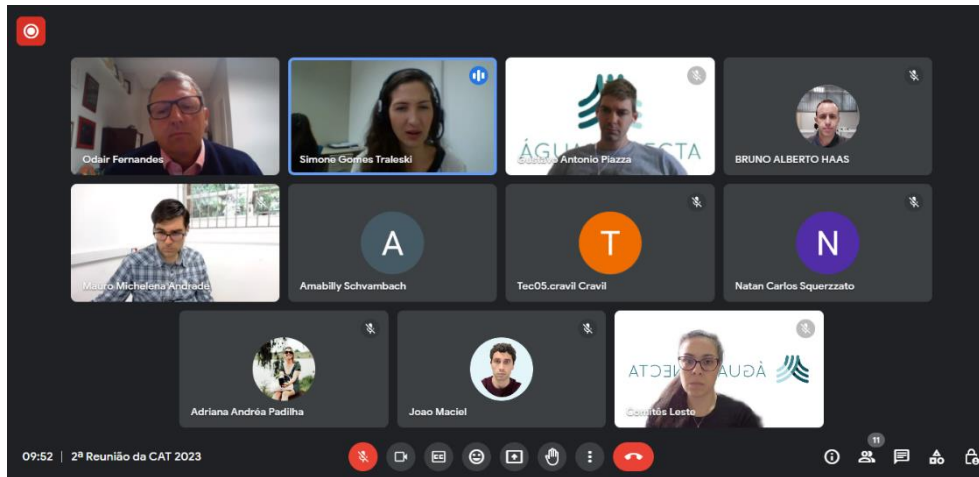 Odair Fernandes
Simone Gomes Traleski
Gustavo Antonio Piazza
BRUNO ALBERTO HAAS
Mauro Michelena Andrade
A
Amabilly Schvambach
T
Tec05.cravil Cravil
N
Natan Carlos Squerzzato
Adriana Andréa Padilha
Joao Maciel
Comitês Leste
09:52 | 2ª Reunião da CAT 2023
CC
11